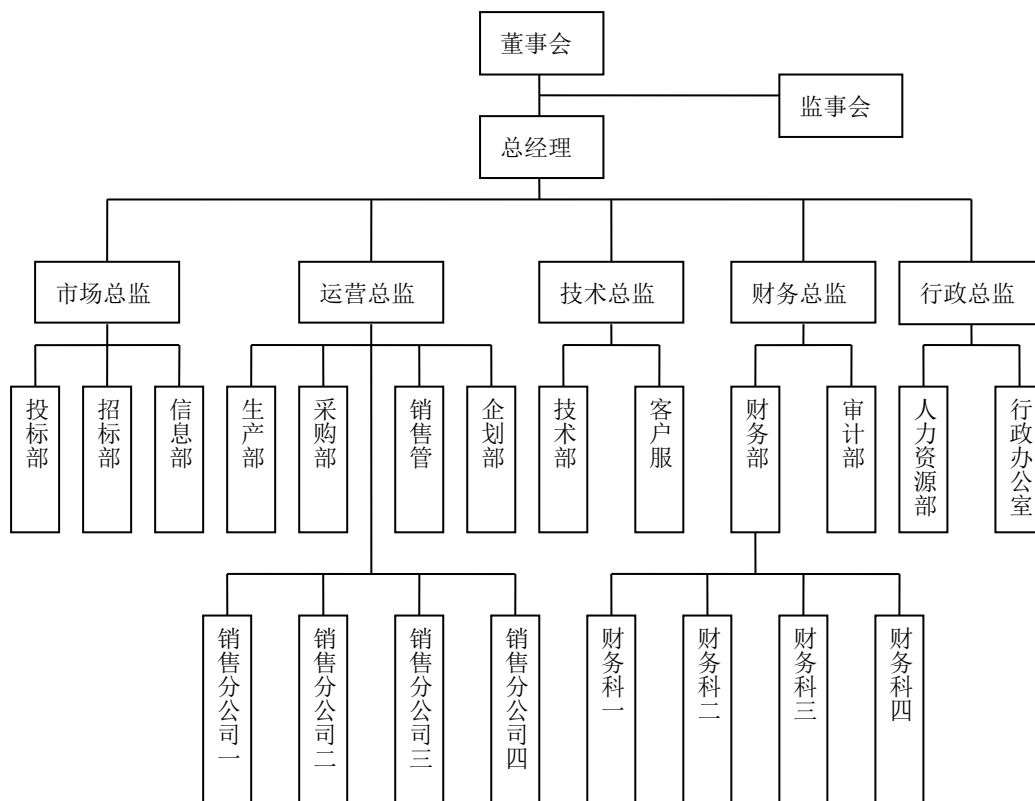 董事会
监事会
总经理
市场总监
运营总监
技术总监
财务总监
行政总监
投标部
招标部
信息部
生产部
采购部
销售管
企划部
技术部
客户服
财务部
审计部
人力资源部
行政办公室
销售分公司一
销售分公司二
销售分公司三
销售分公司四
财务科一
财务科二
财务科三
财务科四